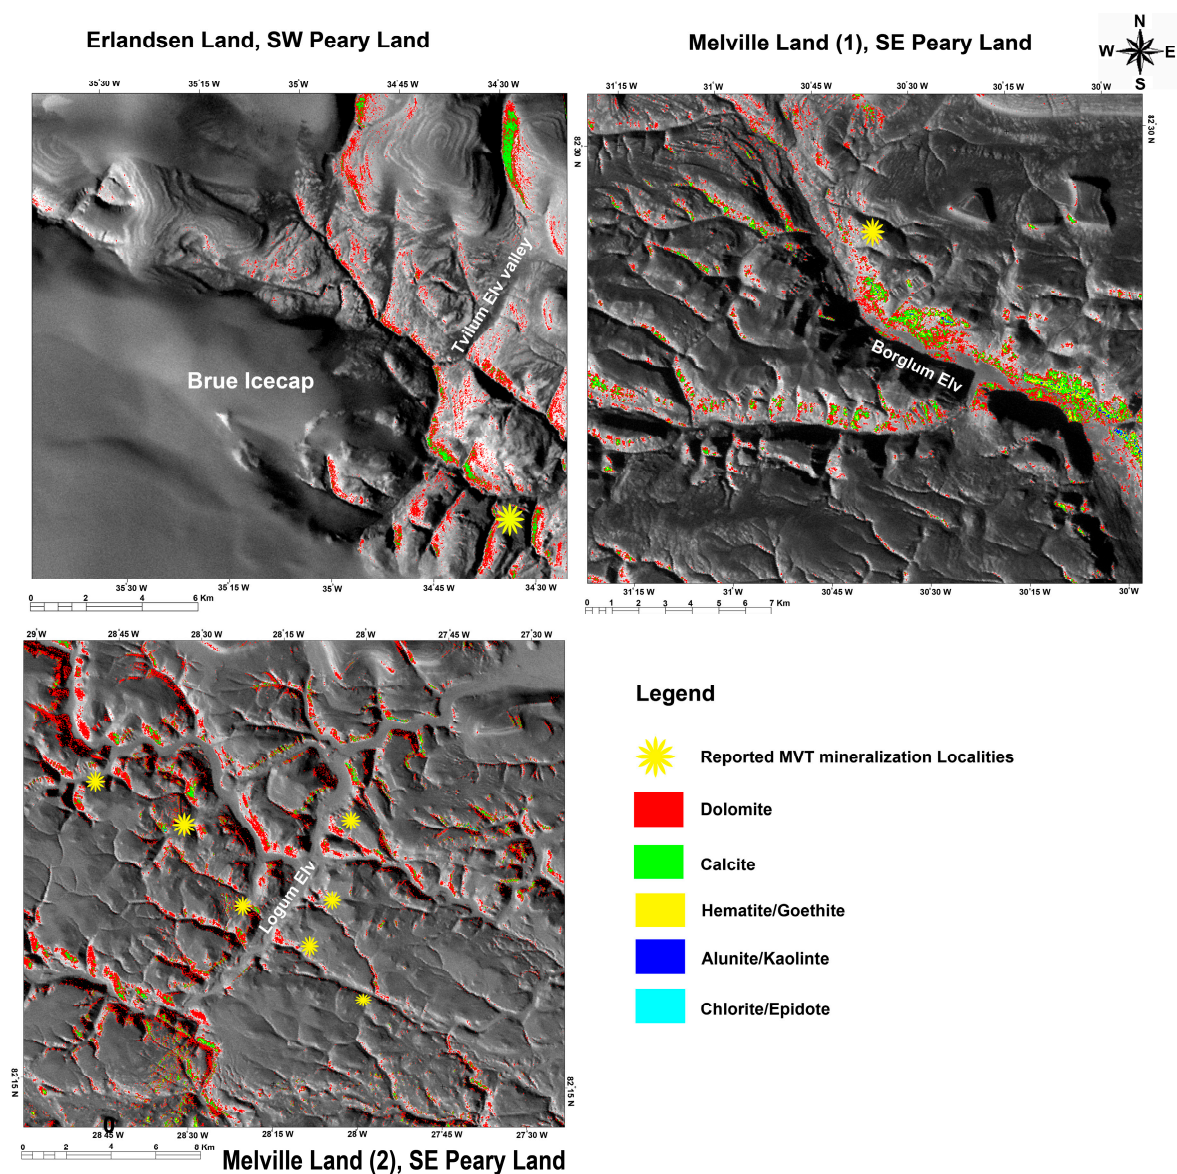 Erlandsen Land, SW Peary Land
Melville Land (1), SE Peary Land
N
W E
S
35°30 W 35°15 W 35°W 34°45 W 34°30 W
Tvilum Elv valley
Brue Icecap
35°30 W 35°15 W 35°W 34°45 W 34°30 W
0 2 4 6 Km
31°15 W 31°W 30°45 W 30°30 W 30°15 W 30°W
82°30 N
82°30 N
Borglum Elv
31°15 W 31°W 30°45 W 30°30 W 30°15 W 30°W
0 1 2 3 4 5 6 7 Km
29°W 28°45 W 28°30 W 28°15 W 28°W 27°45 W 27°30 W
Logum Elv
82°15 N
82°15 N
28°45 W 28°30 W 28°15 W 28°W 27°45 W 27°30 W
0 2 4 6 8 Km
Melville Land (2), SE Peary Land
Legend
Reported MVT mineralization Localities
Dolomite
Calcite
Hematite/Goethite
Alunite/Kaolinte
Chlorite/Epidote